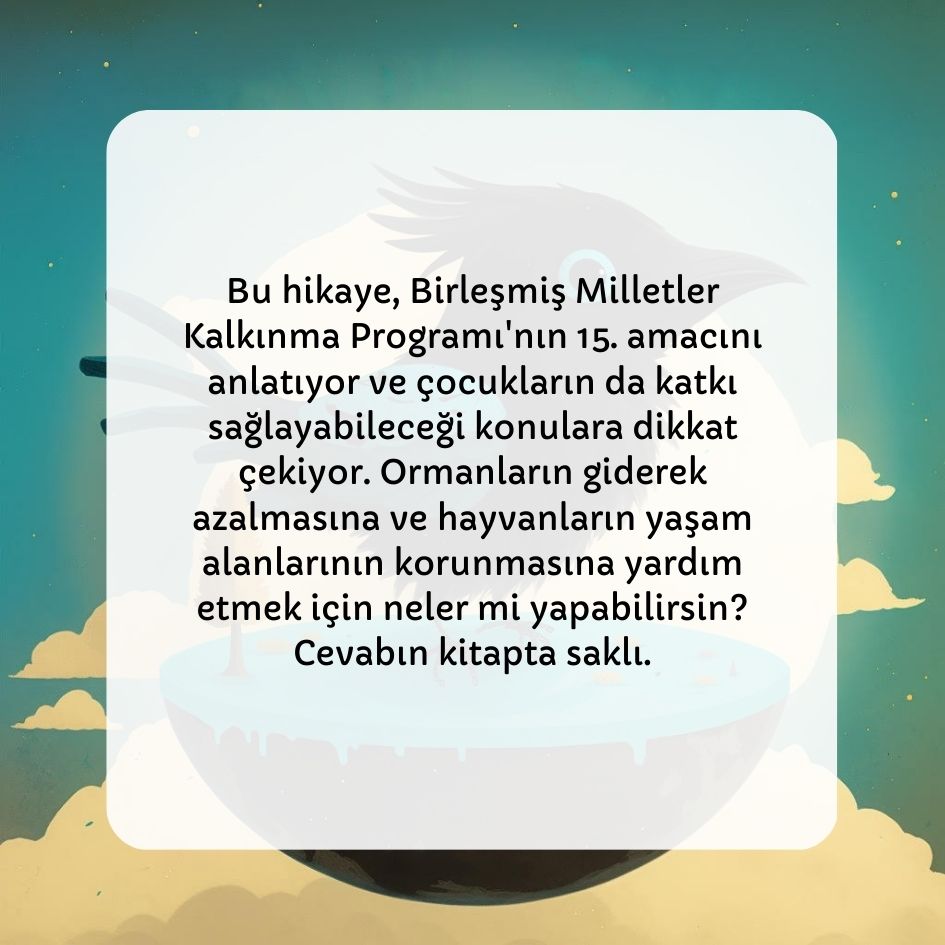 Bu hikaye, Birleşmiş Milletler
Kalkınma Programı'nın 15. amacını
anlatıyor ve çocukların da katkı
sağlayabileceği konulara dikkat
çekiyor. Ormanların giderek
azalmasına ve hayvanların yaşam
alanlarının korunmasına yardım
etmek için neler mi yapabilirsin?
Cevabın kitapta saklı.